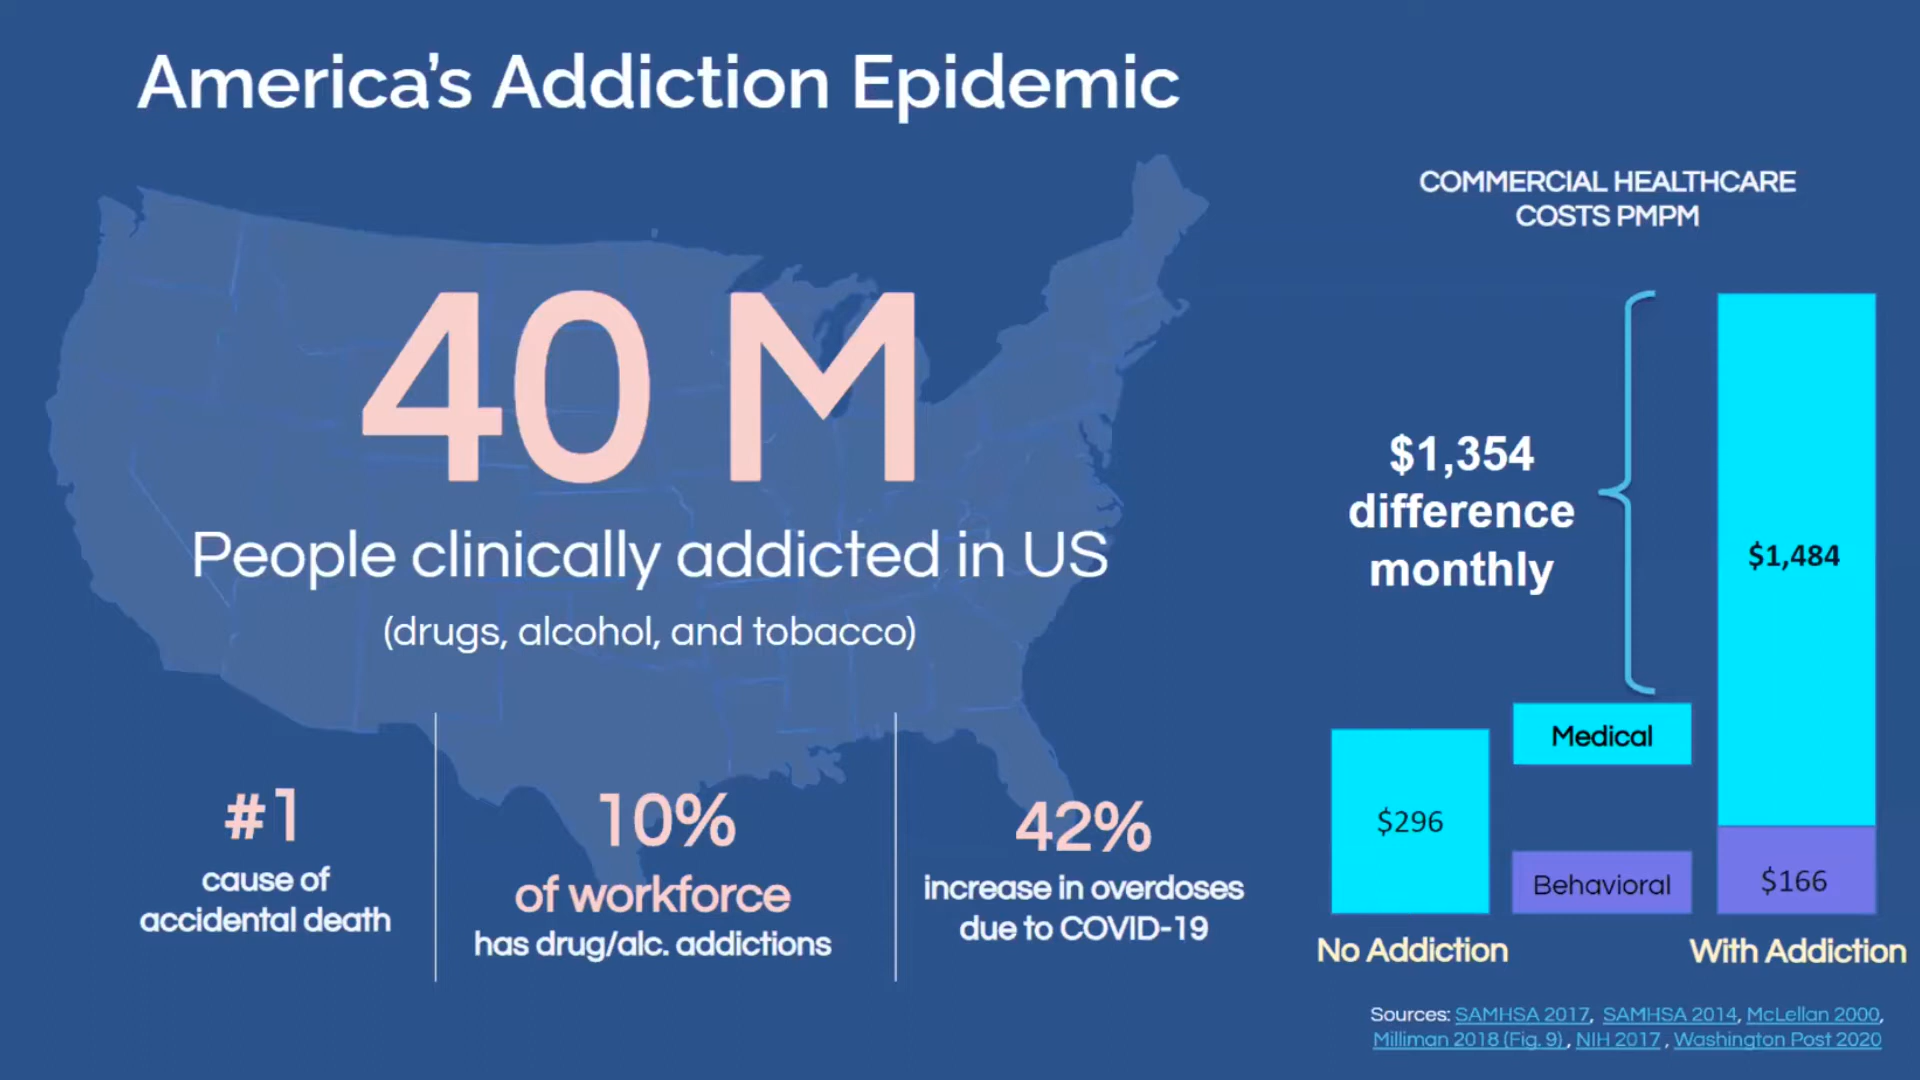 America's Addiction Epidemic
40 M
People clinically addicted in US
(drugs, alcohol, and tobacco)
#1
cause of
accidental death
10%
of workforce
has drug/alc. addictions
42%
increase in overdoses
due to COVID-19
COMMERCIAL HEALTHCARE
COSTS PMPM
$1,354
difference
monthly
$1,484
Medical
$296
Behavioral
$166
No Addiction
With Addiction
Sources: SAMHSA 2017, SAMHSA 2014, McLellan 2000,
Milliman 2018 (Fig. 9), NIH 2017 , Washington Post 2020